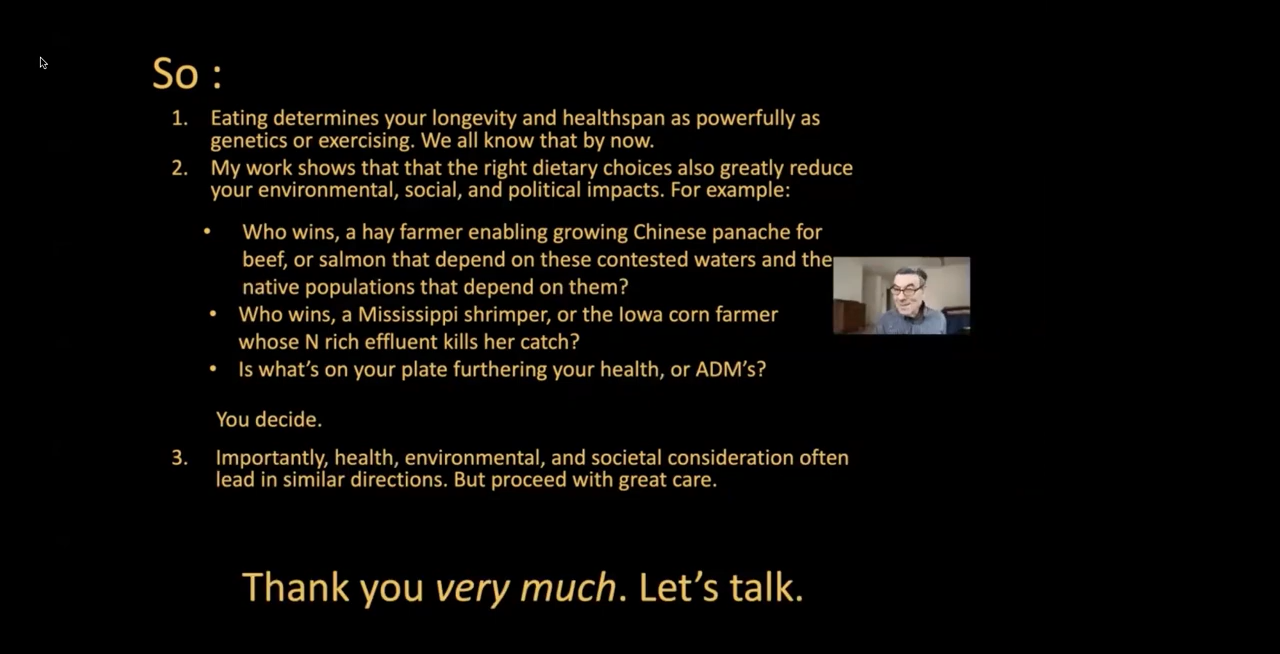 So :
1. Eating determines your longevity and healthspan as powerfully as
genetics or exercising. We all know that by now.
2. My work shows that that the right dietary choices also greatly reduce
your environmental, social, and political impacts. For example:
• Who wins, a hay farmer enabling growing Chinese panache for
beef, or salmon that depend on these contested waters and the
native populations that depend on them?
• Who wins, a Mississippi shrimper, or the Iowa corn farmer
whose N rich effluent kills her catch?
• Is what's on your plate furthering your health, or ADM's?
You decide.
3. Importantly, health, environmental, and societal consideration often
lead in similar directions. But proceed with great care.
Thank you very much. Let's talk.